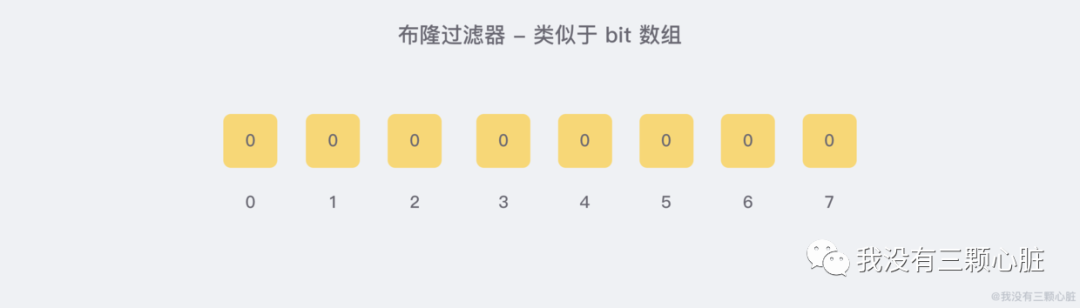 布隆过滤器 – 类似于 bit 数组
0 0 0 0 0 0 0 0
0 1 2 3 4 5 6 7
我没有三颗心脏
@我没有三颗心脏